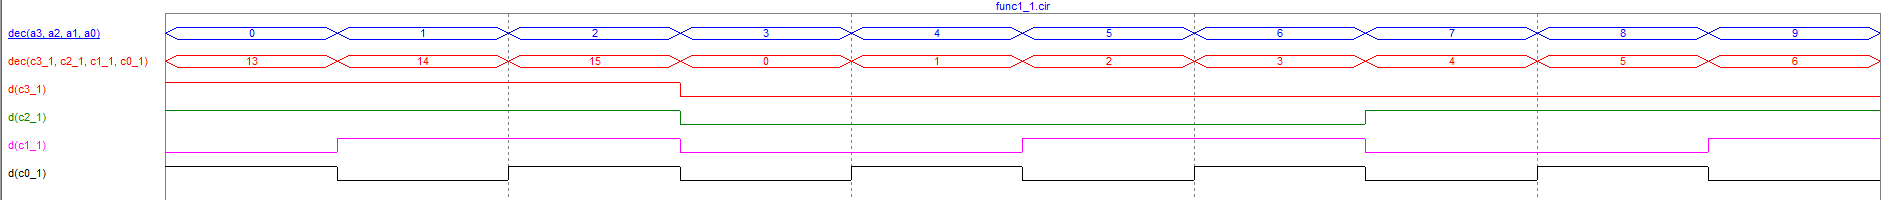 func1_1.cir
dec(a3, a2, a1, a0) 0 1 2 3 4 5 6 7 8 9
dec(c3_1, c2_1, c1_1, c0_1) 13 14 15 0 1 2 3 4 5 6
d(c3_1)
d(c2_1)
d(c1_1)
d(c0_1)